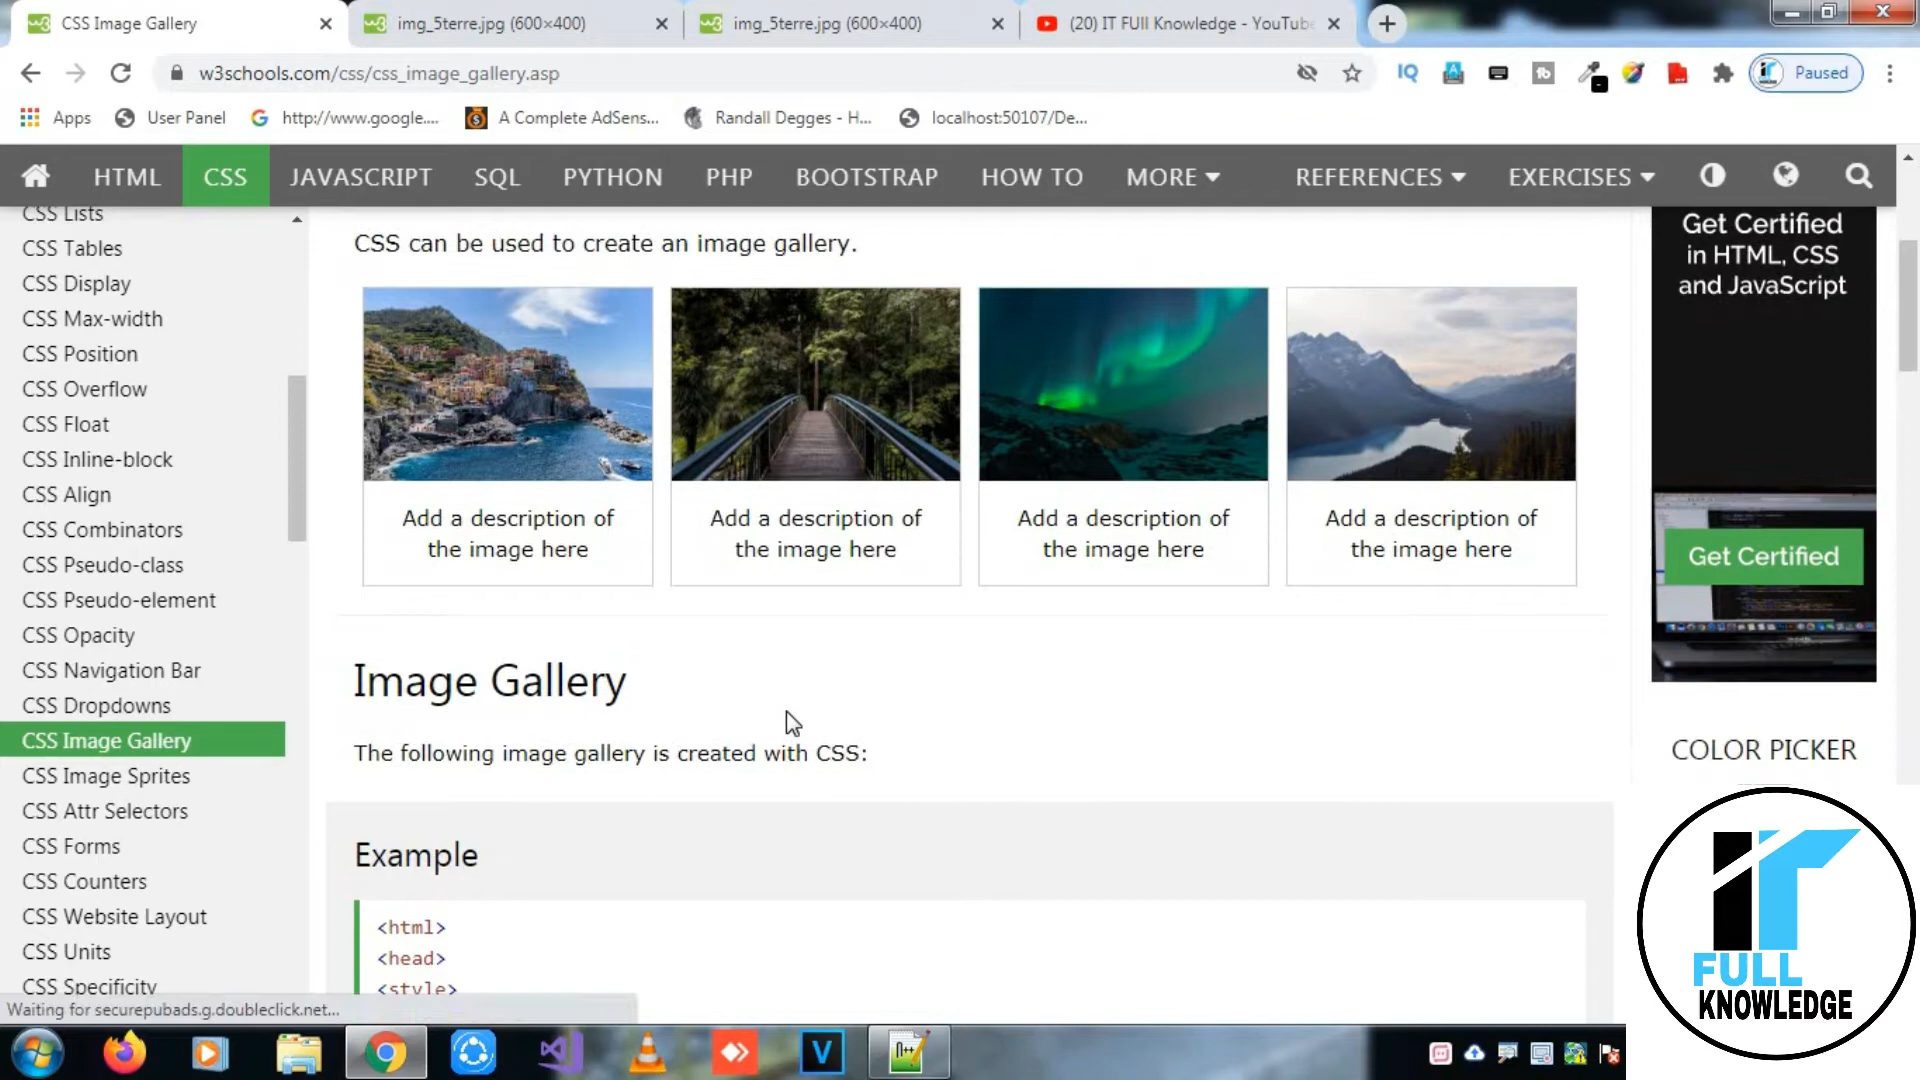 CSS Image Gallery
img_5terre.jpg (600×400)
img_5terre.jpg (600×400)
(20) IT FUll Knowledge - YouTube
w3schools.com/css/css_image_gallery.asp
IQ
Paused
Apps
User Panel
http://www.google....
A Complete AdSens...
Randall Degges - H...
localhost:50107/De...
HTML
CSS
JAVASCRIPT
SQL
PYTHON
PHP
BOOTSTRAP
HOW TO
MORE
REFERENCES
EXERCISES
CSS Lists
CSS Tables
CSS Display
CSS Max-width
CSS Position
CSS Overflow
CSS Float
CSS Inline-block
CSS Align
CSS Combinators
CSS Pseudo-class
CSS Pseudo-element
CSS Opacity
CSS Navigation Bar
CSS Dropdowns
CSS Image Gallery
CSS Image Sprites
CSS Attr Selectors
CSS Forms
CSS Counters
CSS Website Layout
CSS Units
CSS Specificity
CSS can be used to create an image gallery.
Add a description of
the image here
Add a description of
the image here
Add a description of
the image here
Add a description of
the image here
Image Gallery
The following image gallery is created with CSS:
Example
<html>
<head>
<style>
Get Certified
in HTML, CSS
and JavaScript
Get Certified
COLOR PICKER
IT
FULL
KNOWLEDGE
Waiting for securepubads.g.doubleclick.net...
V
n++